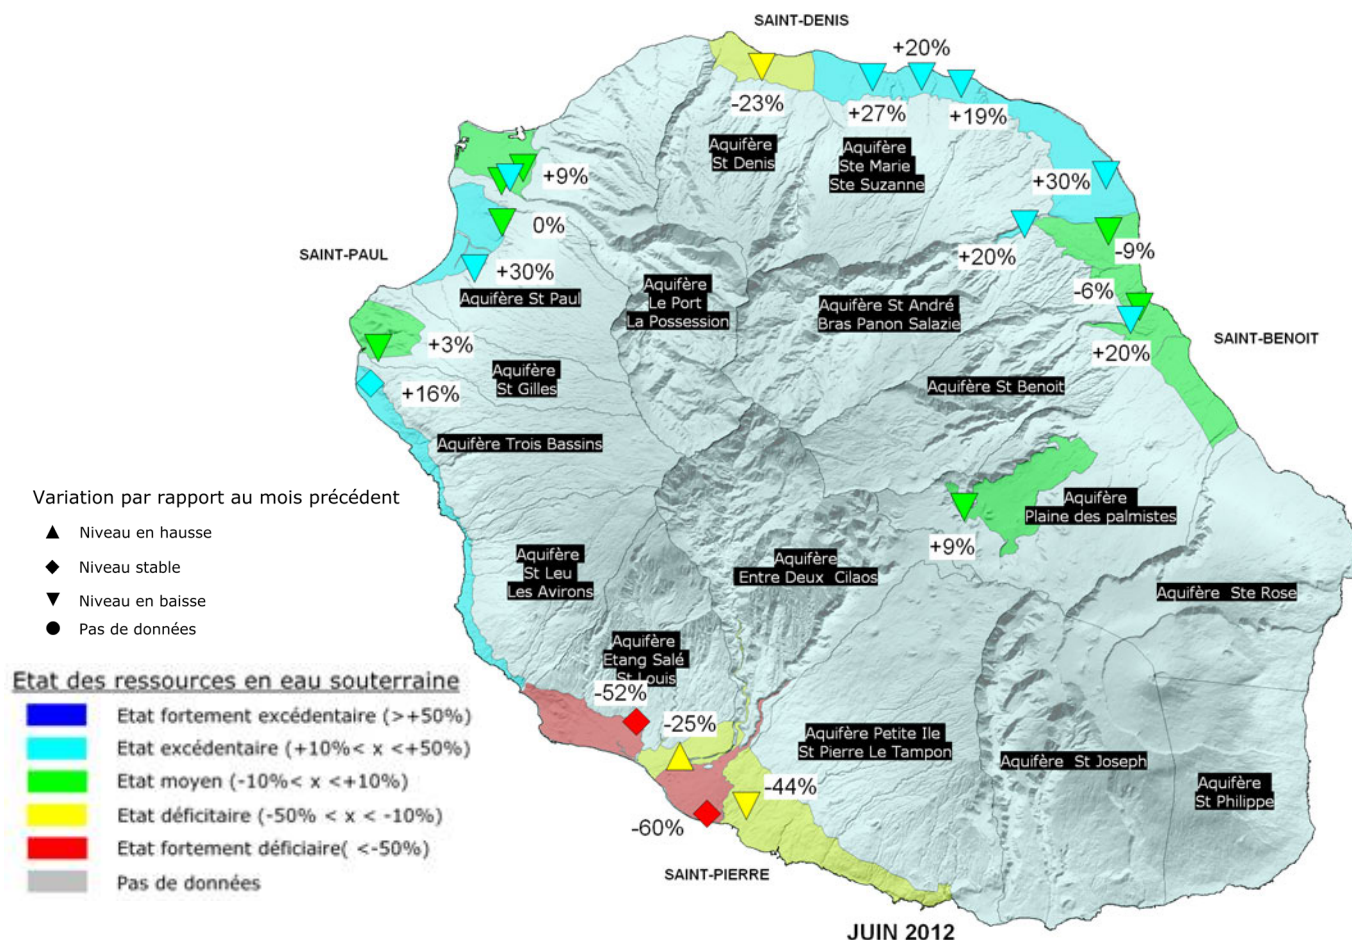 SAINT-DENIS
+20%
-23%
+27%
+19%
Aquifère
St Denis
Aquifère
Ste Marie
Ste Suzanne
+9%
+30%
0%
-9%
SAINT-PAUL
+20%
+30%
Aquifère St Paul
Aquifère
Le Port
La Possession
-6%
Aquifère St André
Bras Panon Salazie
SAINT-BENOIT
+3%
+20%
Aquifère
St Gilles
+16%
Aquifère St Benoit
Aquifère Trois Bassins
Variation par rapport au mois précédent
Niveau en hausse
Niveau stable
Niveau en baisse
Pas de données
Aquifère
Plaine des palmistes
+9%
Aquifère
St Leu
Les Avirons
Aquifère
Entre Deux Cilaos
Aquifère Ste Rose
Aquifère
Etang Salé
St Louis
-52%
-25%
Etat des ressources en eau souterraine
Etat fortement excédentaire (>+50%)
Etat excédentaire (+10%< x <+50%)
Etat moyen (-10%< x <+10%)
Etat déficitaire (-50% < x < -10%)
Etat fortement déficiaire( <-50%)
Pas de données
Aquifère Petite Ile
St Pierre Le Tampon
Aquifère St Joseph
Aquifère
St Philippe
-44%
-60%
SAINT-PIERRE
JUIN 2012